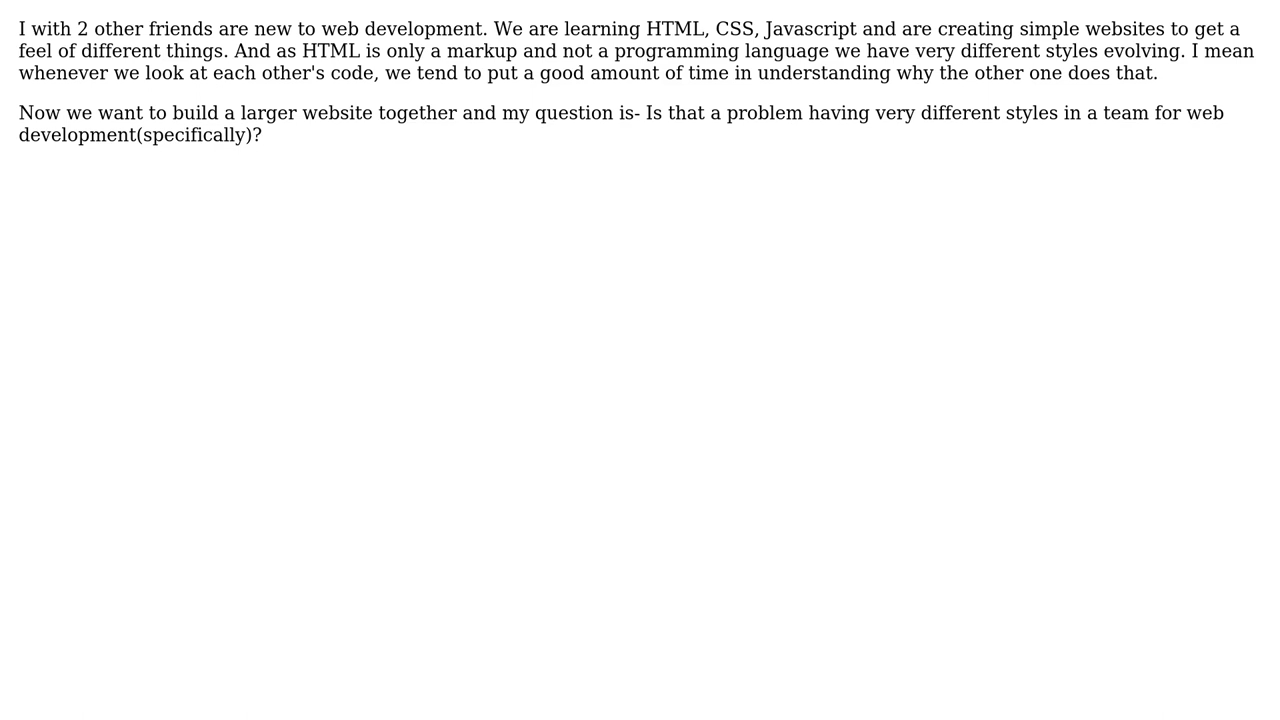 I with 2 other friends are new to web development. We are learning HTML, CSS, Javascript and are creating simple websites to get a
feel of different things. And as HTML is only a markup and not a programming language we have very different styles evolving. I mean
whenever we look at each other's code, we tend to put a good amount of time in understanding why the other one does that.
Now we want to build a larger website together and my question is- Is that a problem having very different styles in a team for web
development(specifically)?